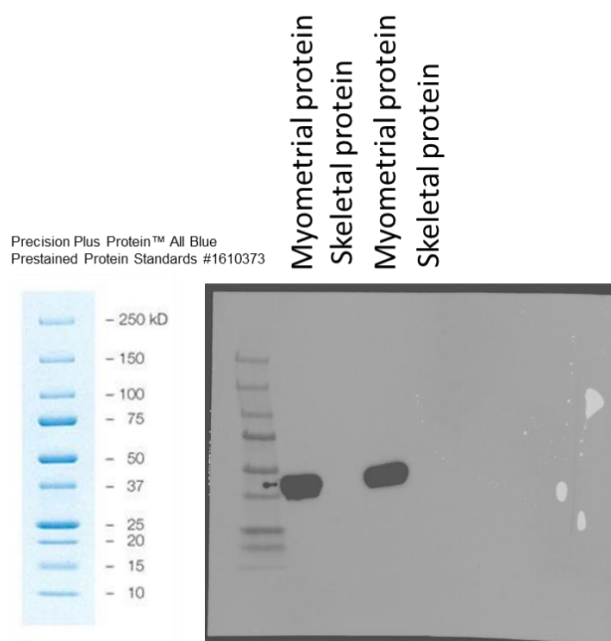 Myometrial protein
Skeletal protein
Myometrial protein
Skeletal protein
Precision Plus Protein™ All Blue
Prestained Protein Standards #1610373
– 250 kD
– 150
– 100
– 75
– 50
– 37
– 25
– 20
– 15
– 10